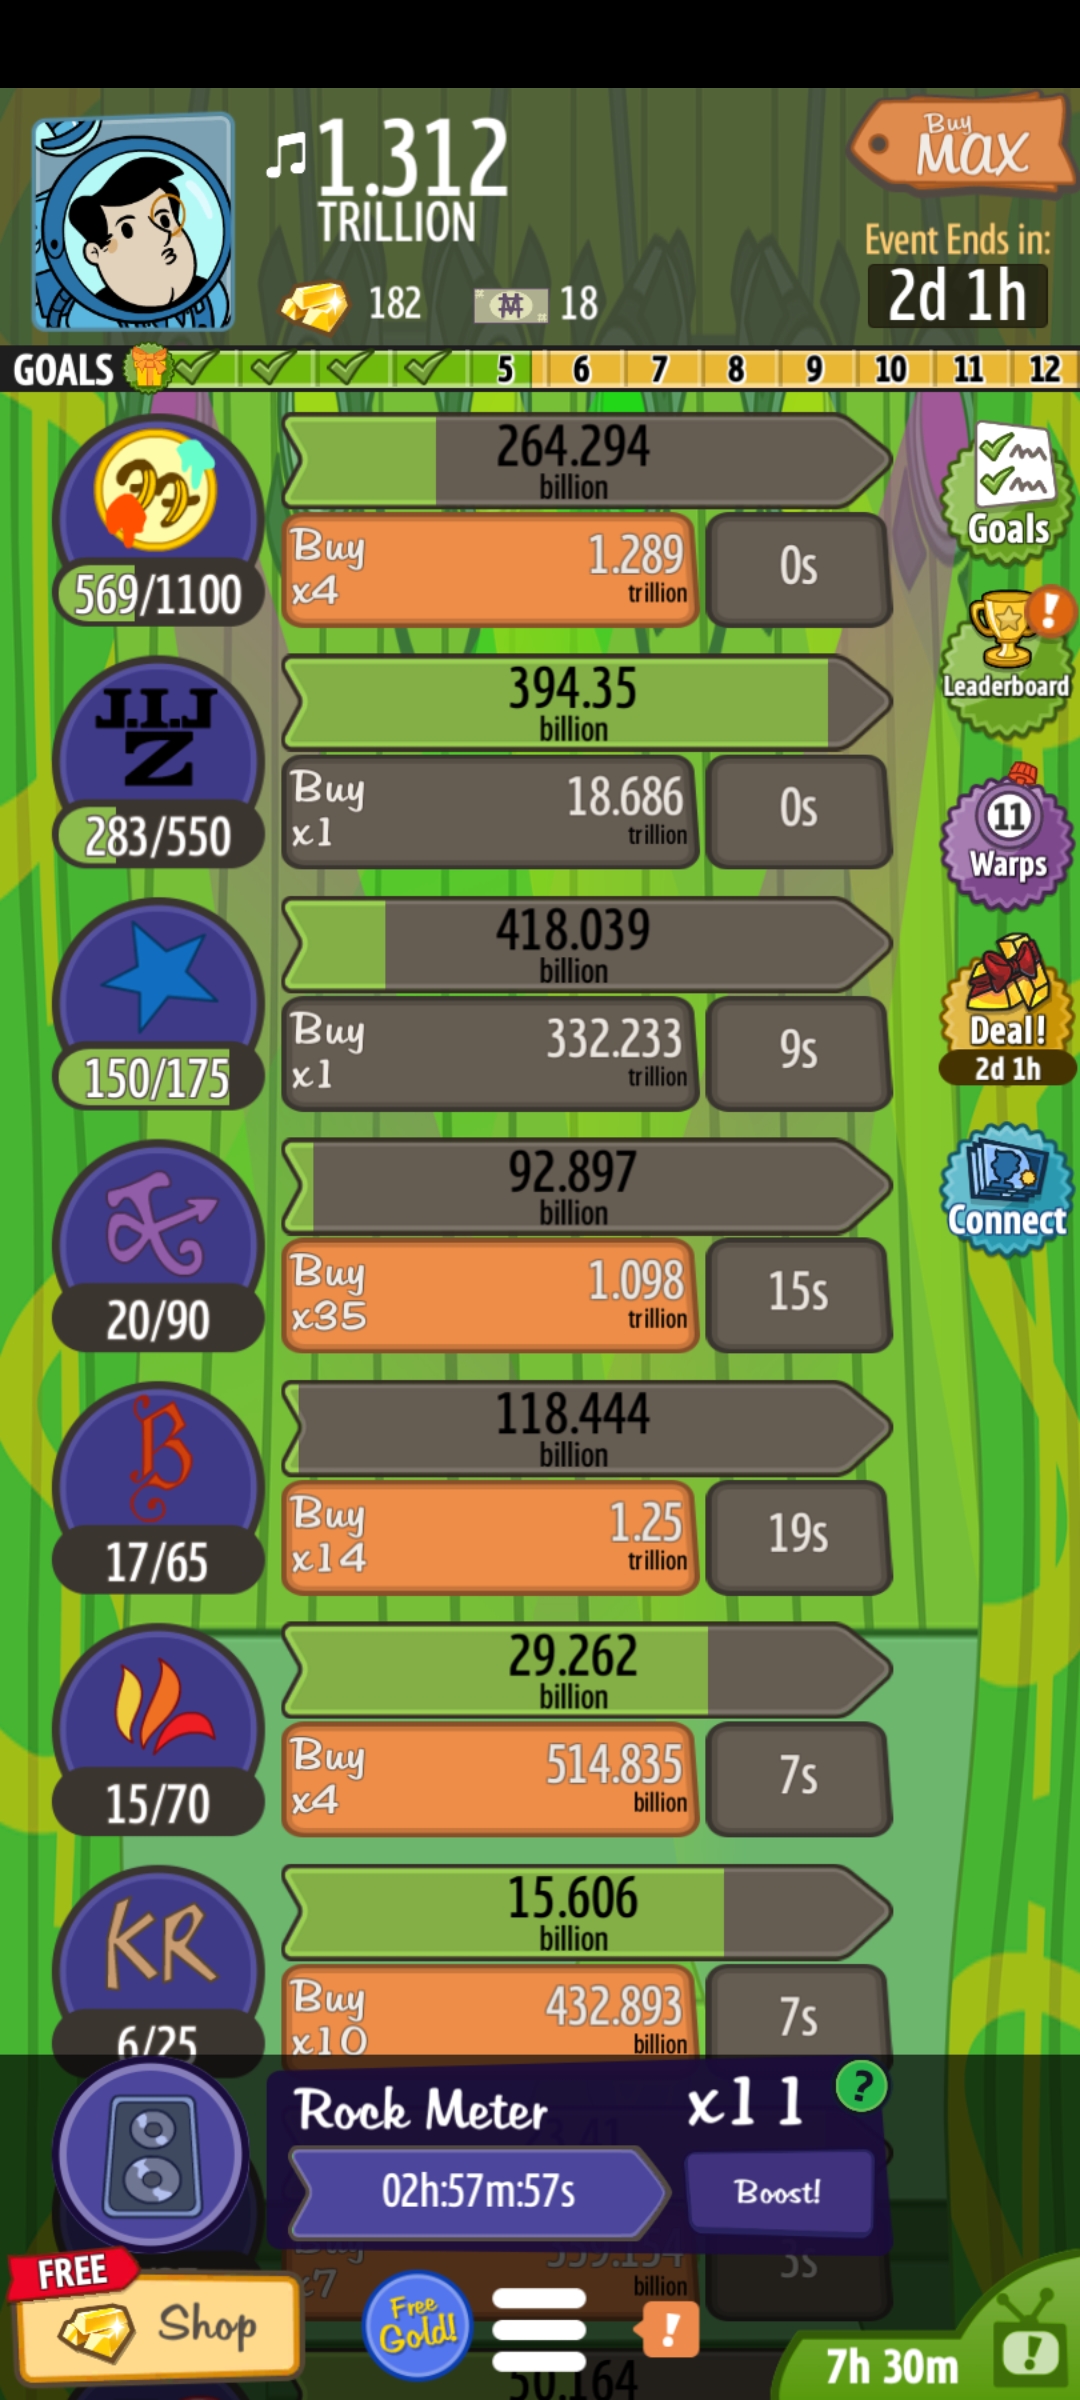 1.312
TRILLION
182
18
Buy
MAX
Event Ends in:
2d 1h
GOALS
5
6
7
8
9
10
11
12
264.294
billion
Buy
x4
1.289
trillion
0s
569/1100
Goals
J.I.J
Z
394.35
billion
Buy
x1
18.686
trillion
0s
283/550
!
Leaderboard
11
Warps
418.039
billion
Buy
x1
332.233
trillion
9s
150/175
Deal!
2d 1h
92.897
billion
Buy
x35
1.098
trillion
15s
20/90
Connect
B
118.444
billion
Buy
x14
1.25
trillion
19s
17/65
29.262
billion
Buy
x4
514.835
billion
7s
15/70
KR
15.606
billion
Buy
x10
432.893
billion
7s
6/25
Rock Meter
x11
?
02h:57m:57s
Boost!
Buy
x7
billion
3s
FREE
Shop
Free
Gold!
!
7h 30m
!
50.164